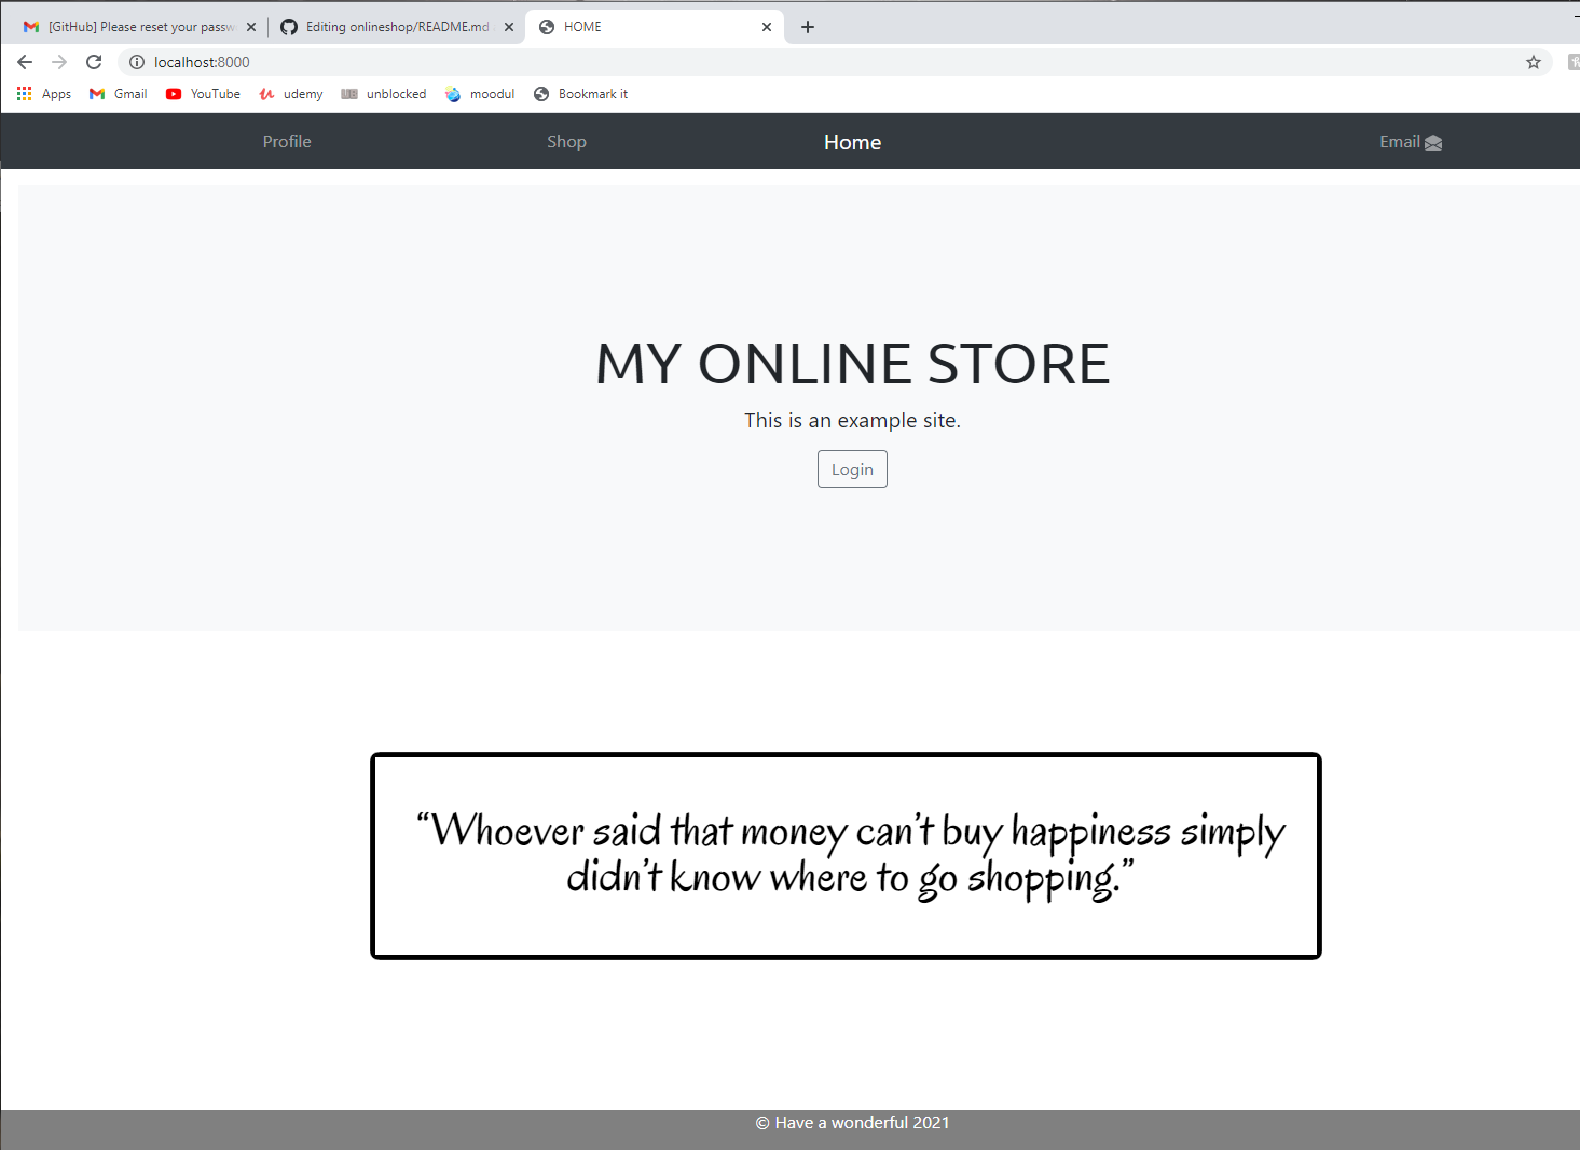 [GitHub] Please reset your passw
Editing onlineshop/README.md
HOME
localhost:8000
Apps
Gmail
YouTube
udemy
UB
unblocked
moodul
Bookmark it
Profile
Shop
Home
Email
MY ONLINE STORE
This is an example site.
Login
“Whoever said that money can’t buy happiness simply
didn’t know where to go shopping.”
© Have a wonderful 2021